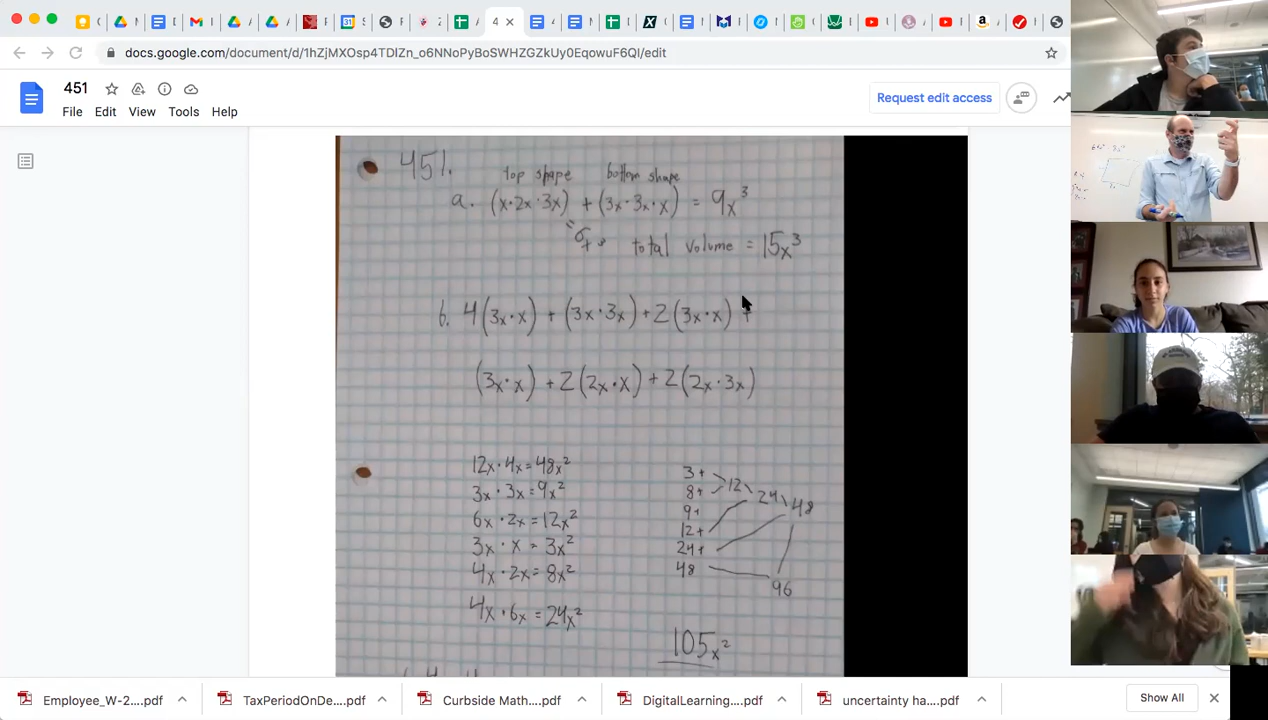 docs.google.com/document/d/1hZjMXOsp4TDIZn_o6NNoPyBoSWHZGZkUy0EqowuF6QI/edit
451
Request edit access
File Edit View Tools Help
451.
top shape bottom shape
a. (x·2x·3x) + (3x·3x·x) = 9x³
= 6x³ total volume = 15x³
b. 4(3x·x) + (3x·3x) + 2(3x·x) +
(3x·x) + 2(2x·x) + 2(2x·3x)
12x·4x = 48x²
3x·3x = 9x²
6x·2x = 12x²
3x·x = 3x²
4x·2x = 8x²
4x·6x = 24x²
3+
8+ 12 24 48
9+
12+
24+
48
96
105x²
Employee_W-2....pdf
TaxPeriodOnDe....pdf
Curbside Math....pdf
DigitalLearning....pdf
uncertainty ha....pdf
Show All